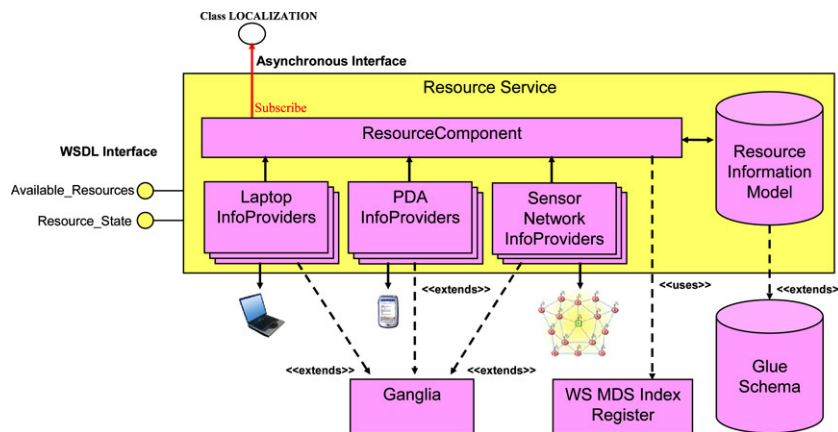 Class LOCALIZATION
Asynchronous Interface
Resource Service
Subscribe
ResourceComponent
WSDL Interface
Available_Resources
Resource_State
Laptop
InfoProviders
PDA
InfoProviders
Sensor
Network
InfoProviders
Resource
Information
Model
<<extends>>
<<uses>>
<<extends>>
<<extends>>
<<extends>>
Ganglia
WS MDS Index
Register
Glue
Schema